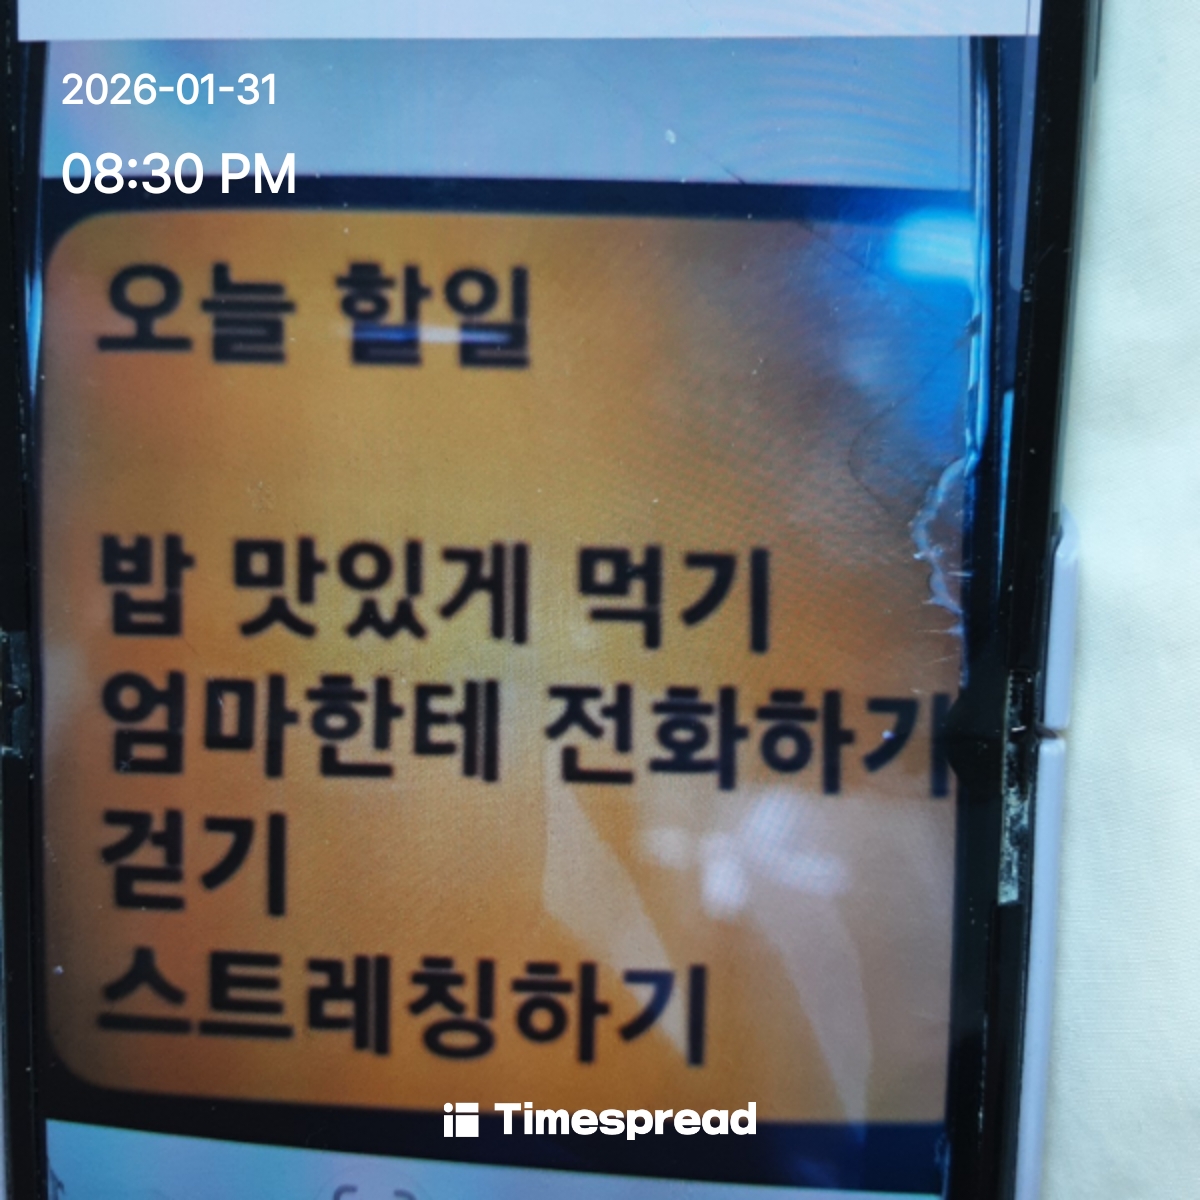 2026-01-31
08:30 PM
오늘 할일
밥 맛있게 먹기
엄마한테 전화하기
걷기
스트레칭하기
Timespread